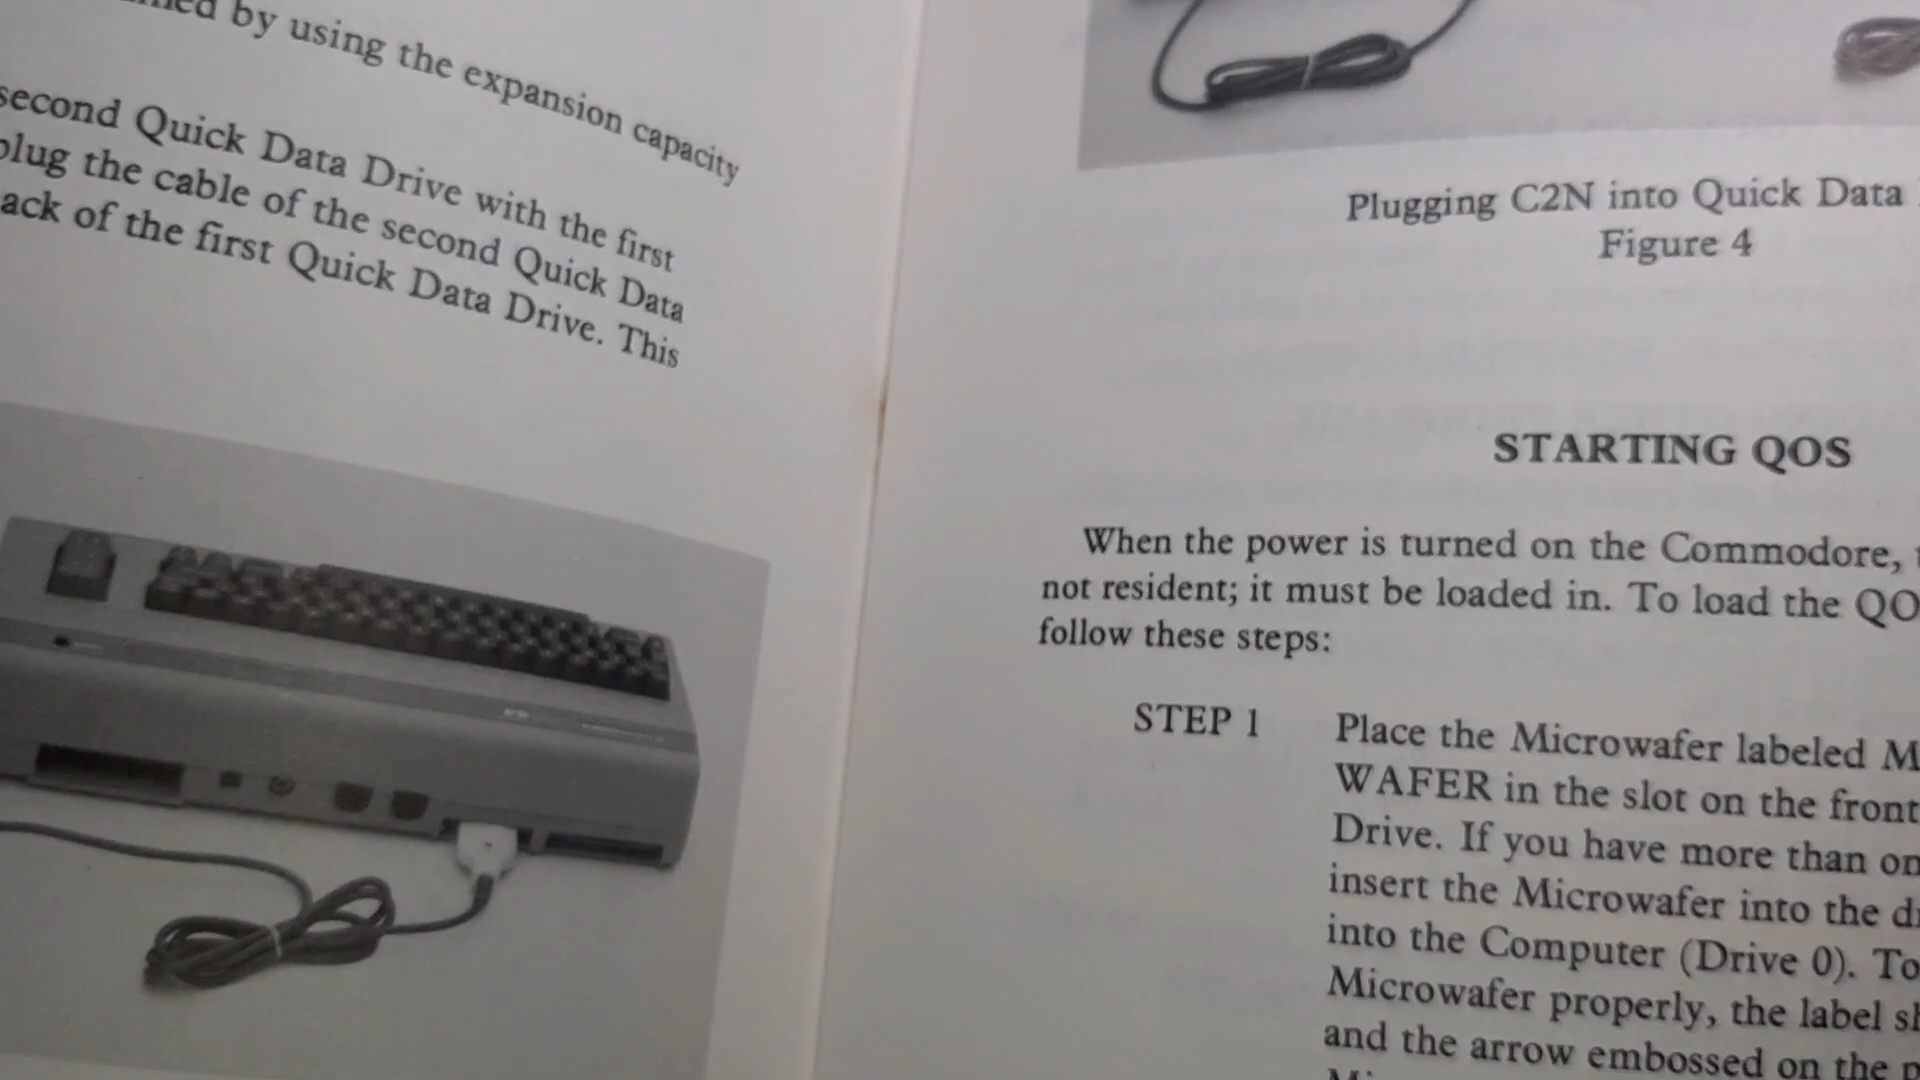 by using the expansion capacity
second Quick Data Drive with the first
plug the cable of the second Quick Data
ack of the first Quick Data Drive. This
Plugging C2N into Quick Data
Figure 4
STARTING QOS
When the power is turned on the Commodore,
not resident; it must be loaded in. To load the QO
follow these steps:
STEP 1 Place the Microwafer labeled M
WAFER in the slot on the front
Drive. If you have more than on
insert the Microwafer into the d
into the Computer (Drive 0). To
Microwafer properly, the label sh
and the arrow embossed on the p